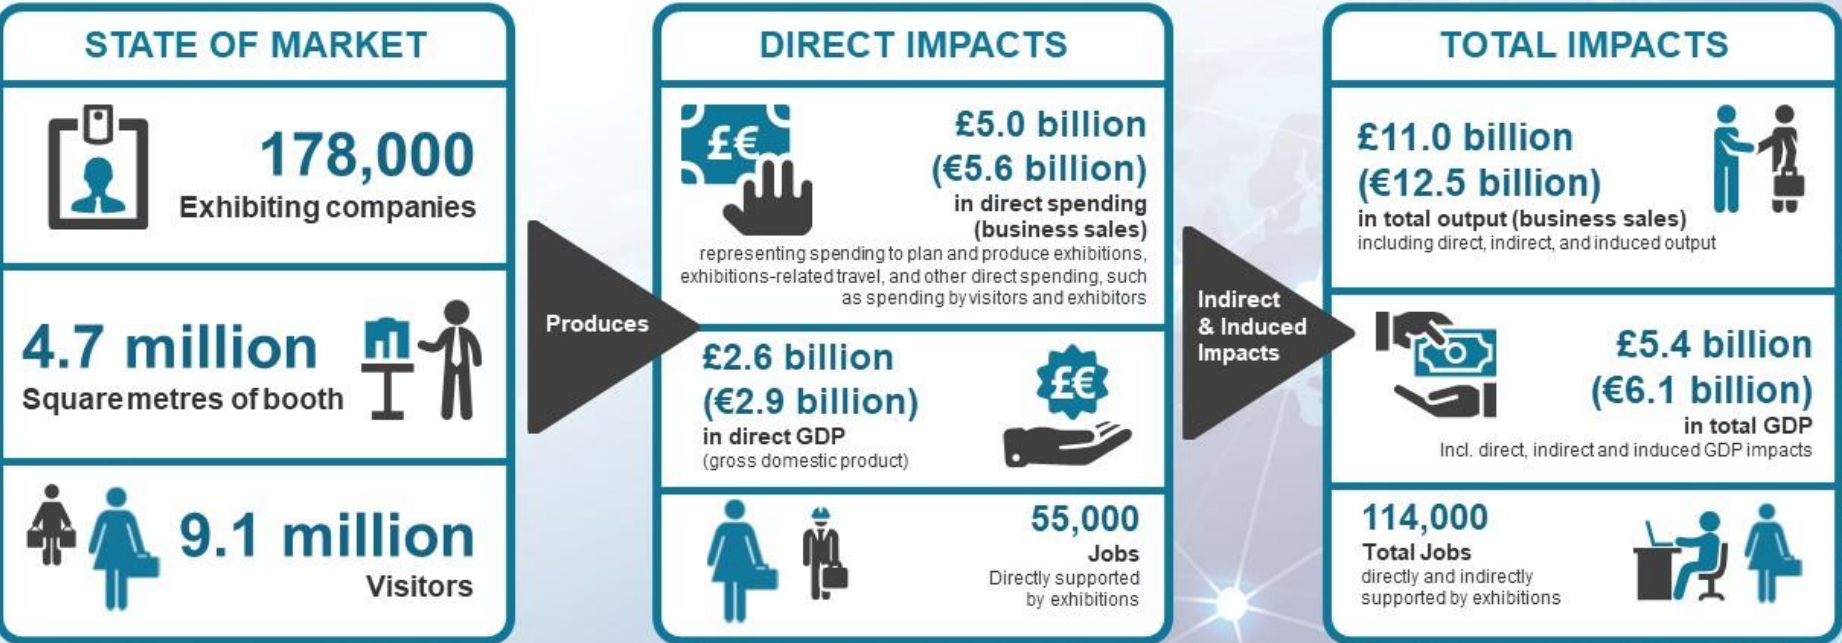 STATE OF MARKET
178,000
Exhibiting companies
4.7 million
Square metres of booth
9.1 million
Visitors
Produces
DIRECT IMPACTS
£€
£5.0 billion
(€5.6 billion)
in direct spending
(business sales)
representing spending to plan and produce exhibitions,
exhibitions-related travel, and other direct spending, such
as spending by visitors and exhibitors
£2.6 billion
(€2.9 billion)
in direct GDP
(gross domestic product)
£€
55,000
Jobs
Directly supported
by exhibitions
Indirect
& Induced
Impacts
TOTAL IMPACTS
£11.0 billion
(€12.5 billion)
in total output (business sales)
including direct, indirect, and induced output
£5.4 billion
(€6.1 billion)
in total GDP
Incl. direct, indirect and induced GDP impacts
114,000
Total Jobs
directly and indirectly
supported by exhibitions